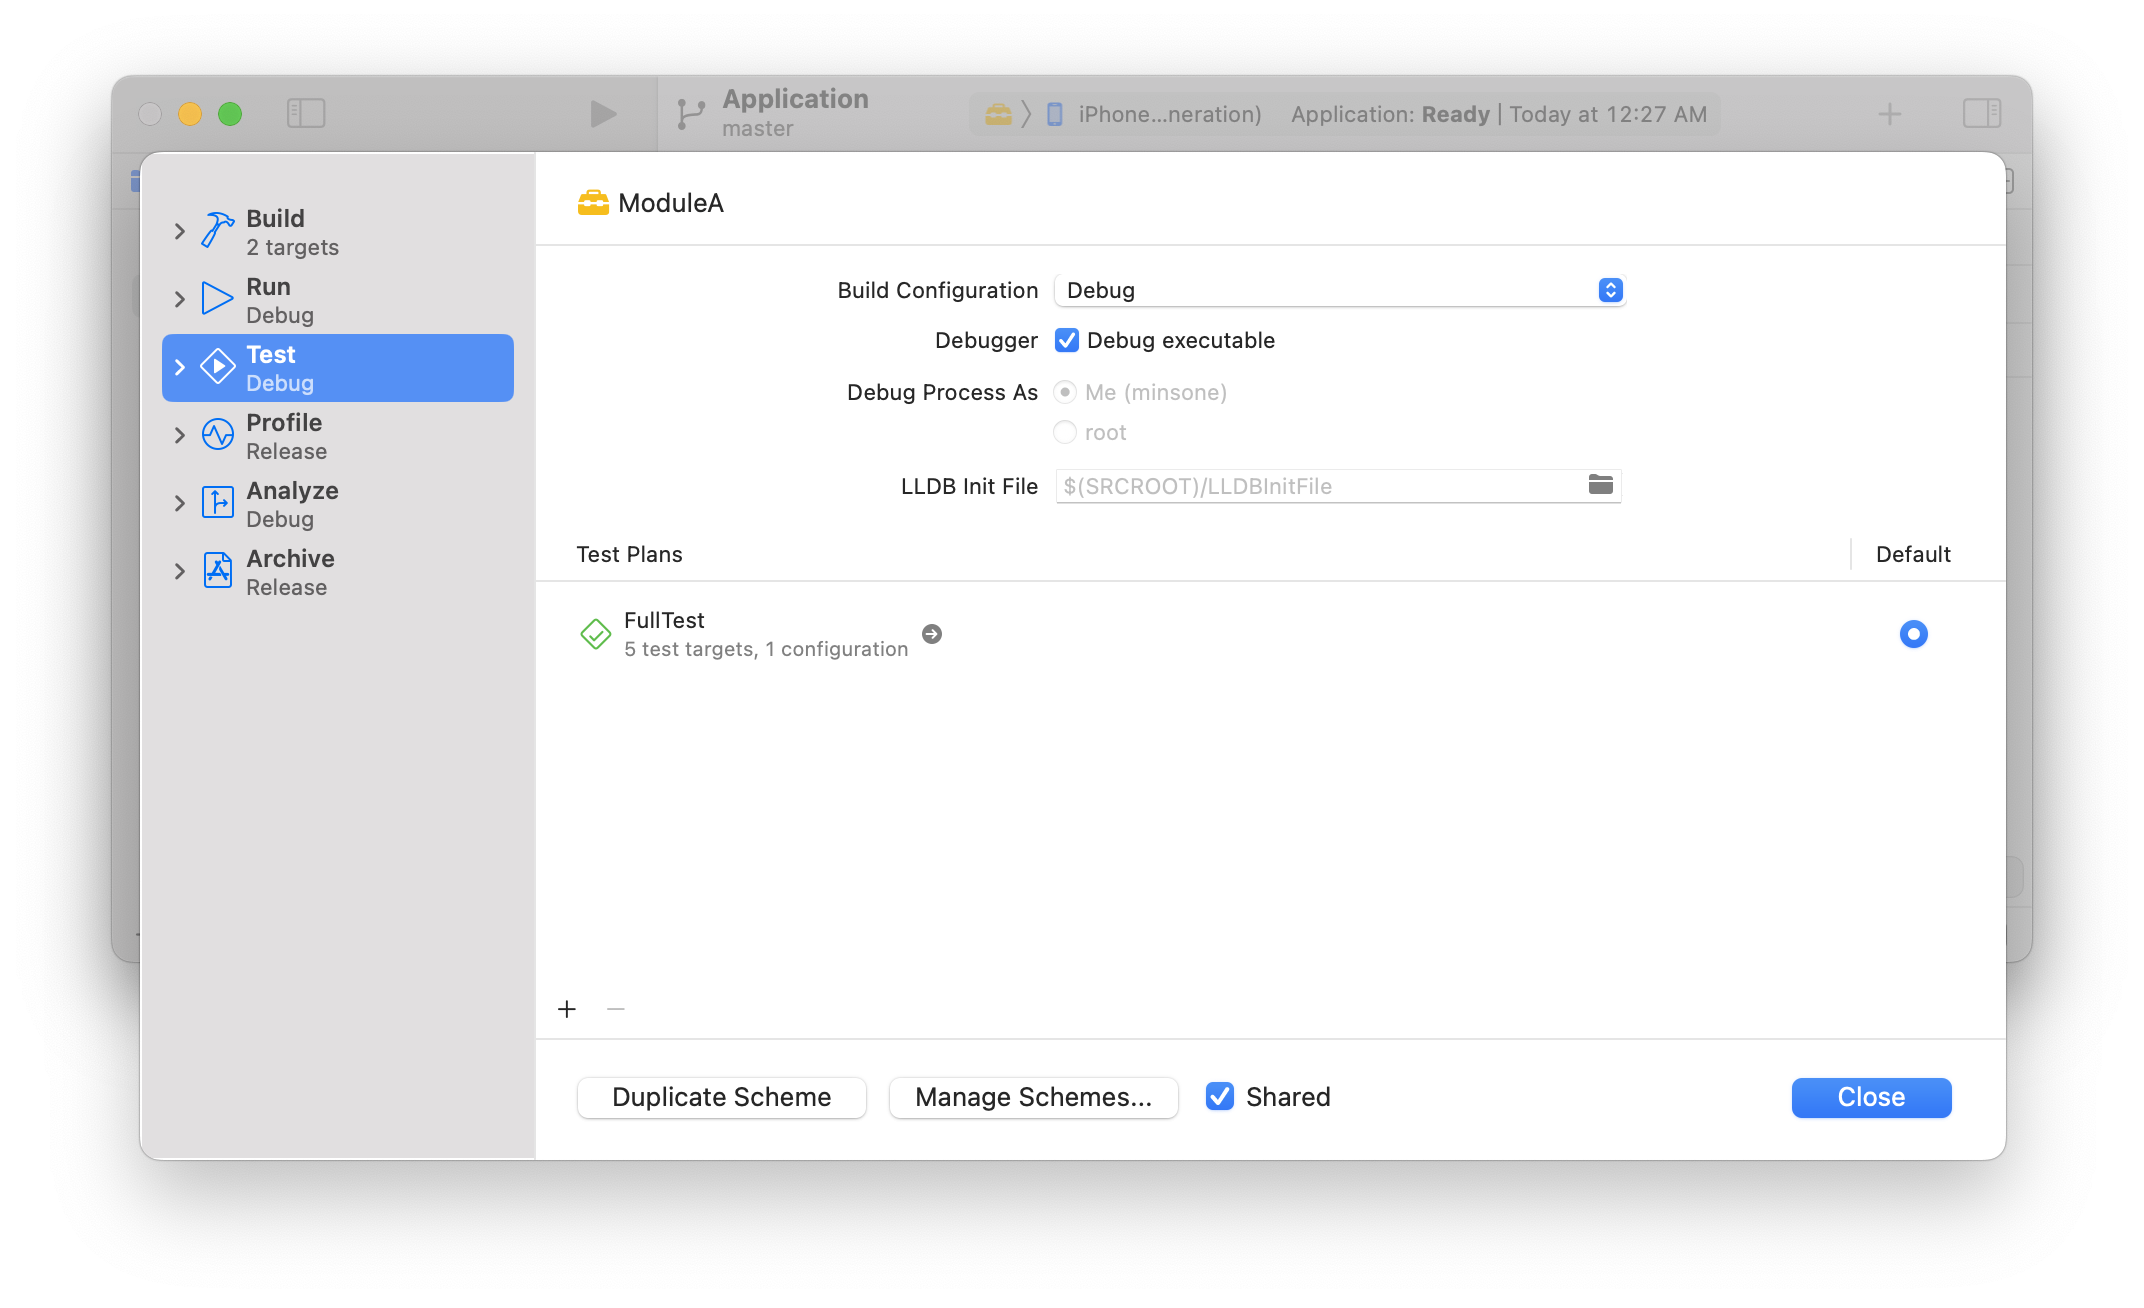 Application
master
iPhone...neration)
Application: Ready | Today at 12:27 AM
Build
2 targets
Run
Debug
Test
Debug
Profile
Release
Analyze
Debug
Archive
Release
ModuleA
Build Configuration Debug
Debugger Debug executable
Debug Process As Me (minsone)
root
LLDB Init File $(SRCROOT)/LLDBInitFile
Test Plans Default
FullTest
5 test targets, 1 configuration
Duplicate Scheme Manage Schemes... Shared Close